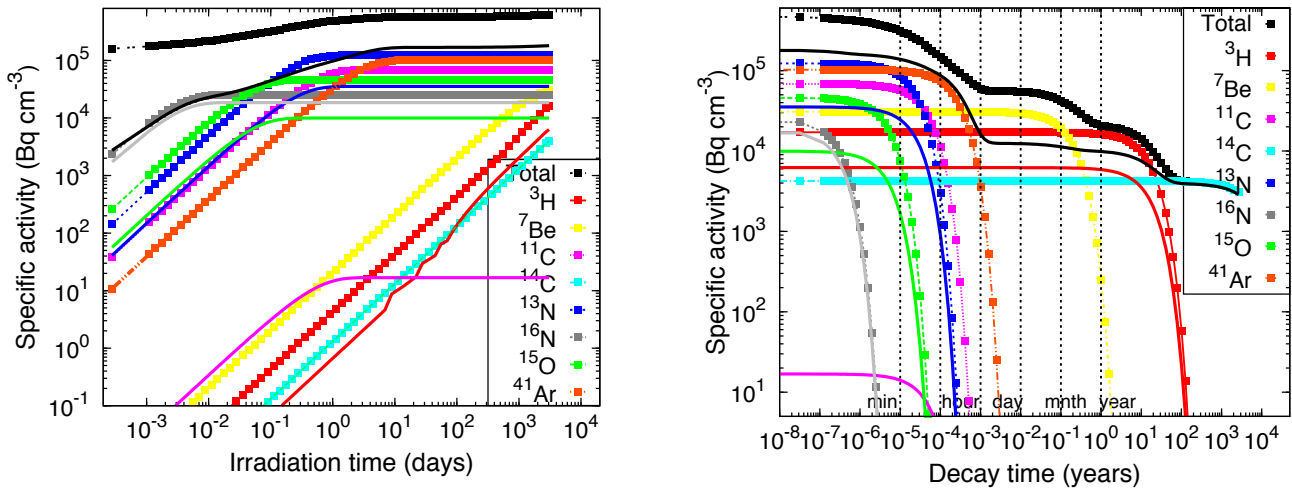 Specific activity (Bq cm⁻³)
10⁵
10⁴
10³
10²
10¹
10⁰
10⁻¹
Total
³H
⁷Be
¹¹C
¹⁴C
¹³N
¹⁶N
¹⁵O
⁴¹Ar
10⁻³ 10⁻² 10⁻¹ 10⁰ 10¹ 10² 10³ 10⁴
Irradiation time (days)
Specific activity (Bq cm⁻³)
10⁵
10⁴
10³
10²
10¹
Total
³H
⁷Be
¹¹C
¹⁴C
¹³N
¹⁶N
¹⁵O
⁴¹Ar
min hour day mnth year
10⁻⁸ 10⁻⁷ 10⁻⁶ 10⁻⁵ 10⁻⁴ 10⁻³ 10⁻² 10⁻¹ 10⁰ 10¹ 10² 10³ 10⁴
Decay time (years)